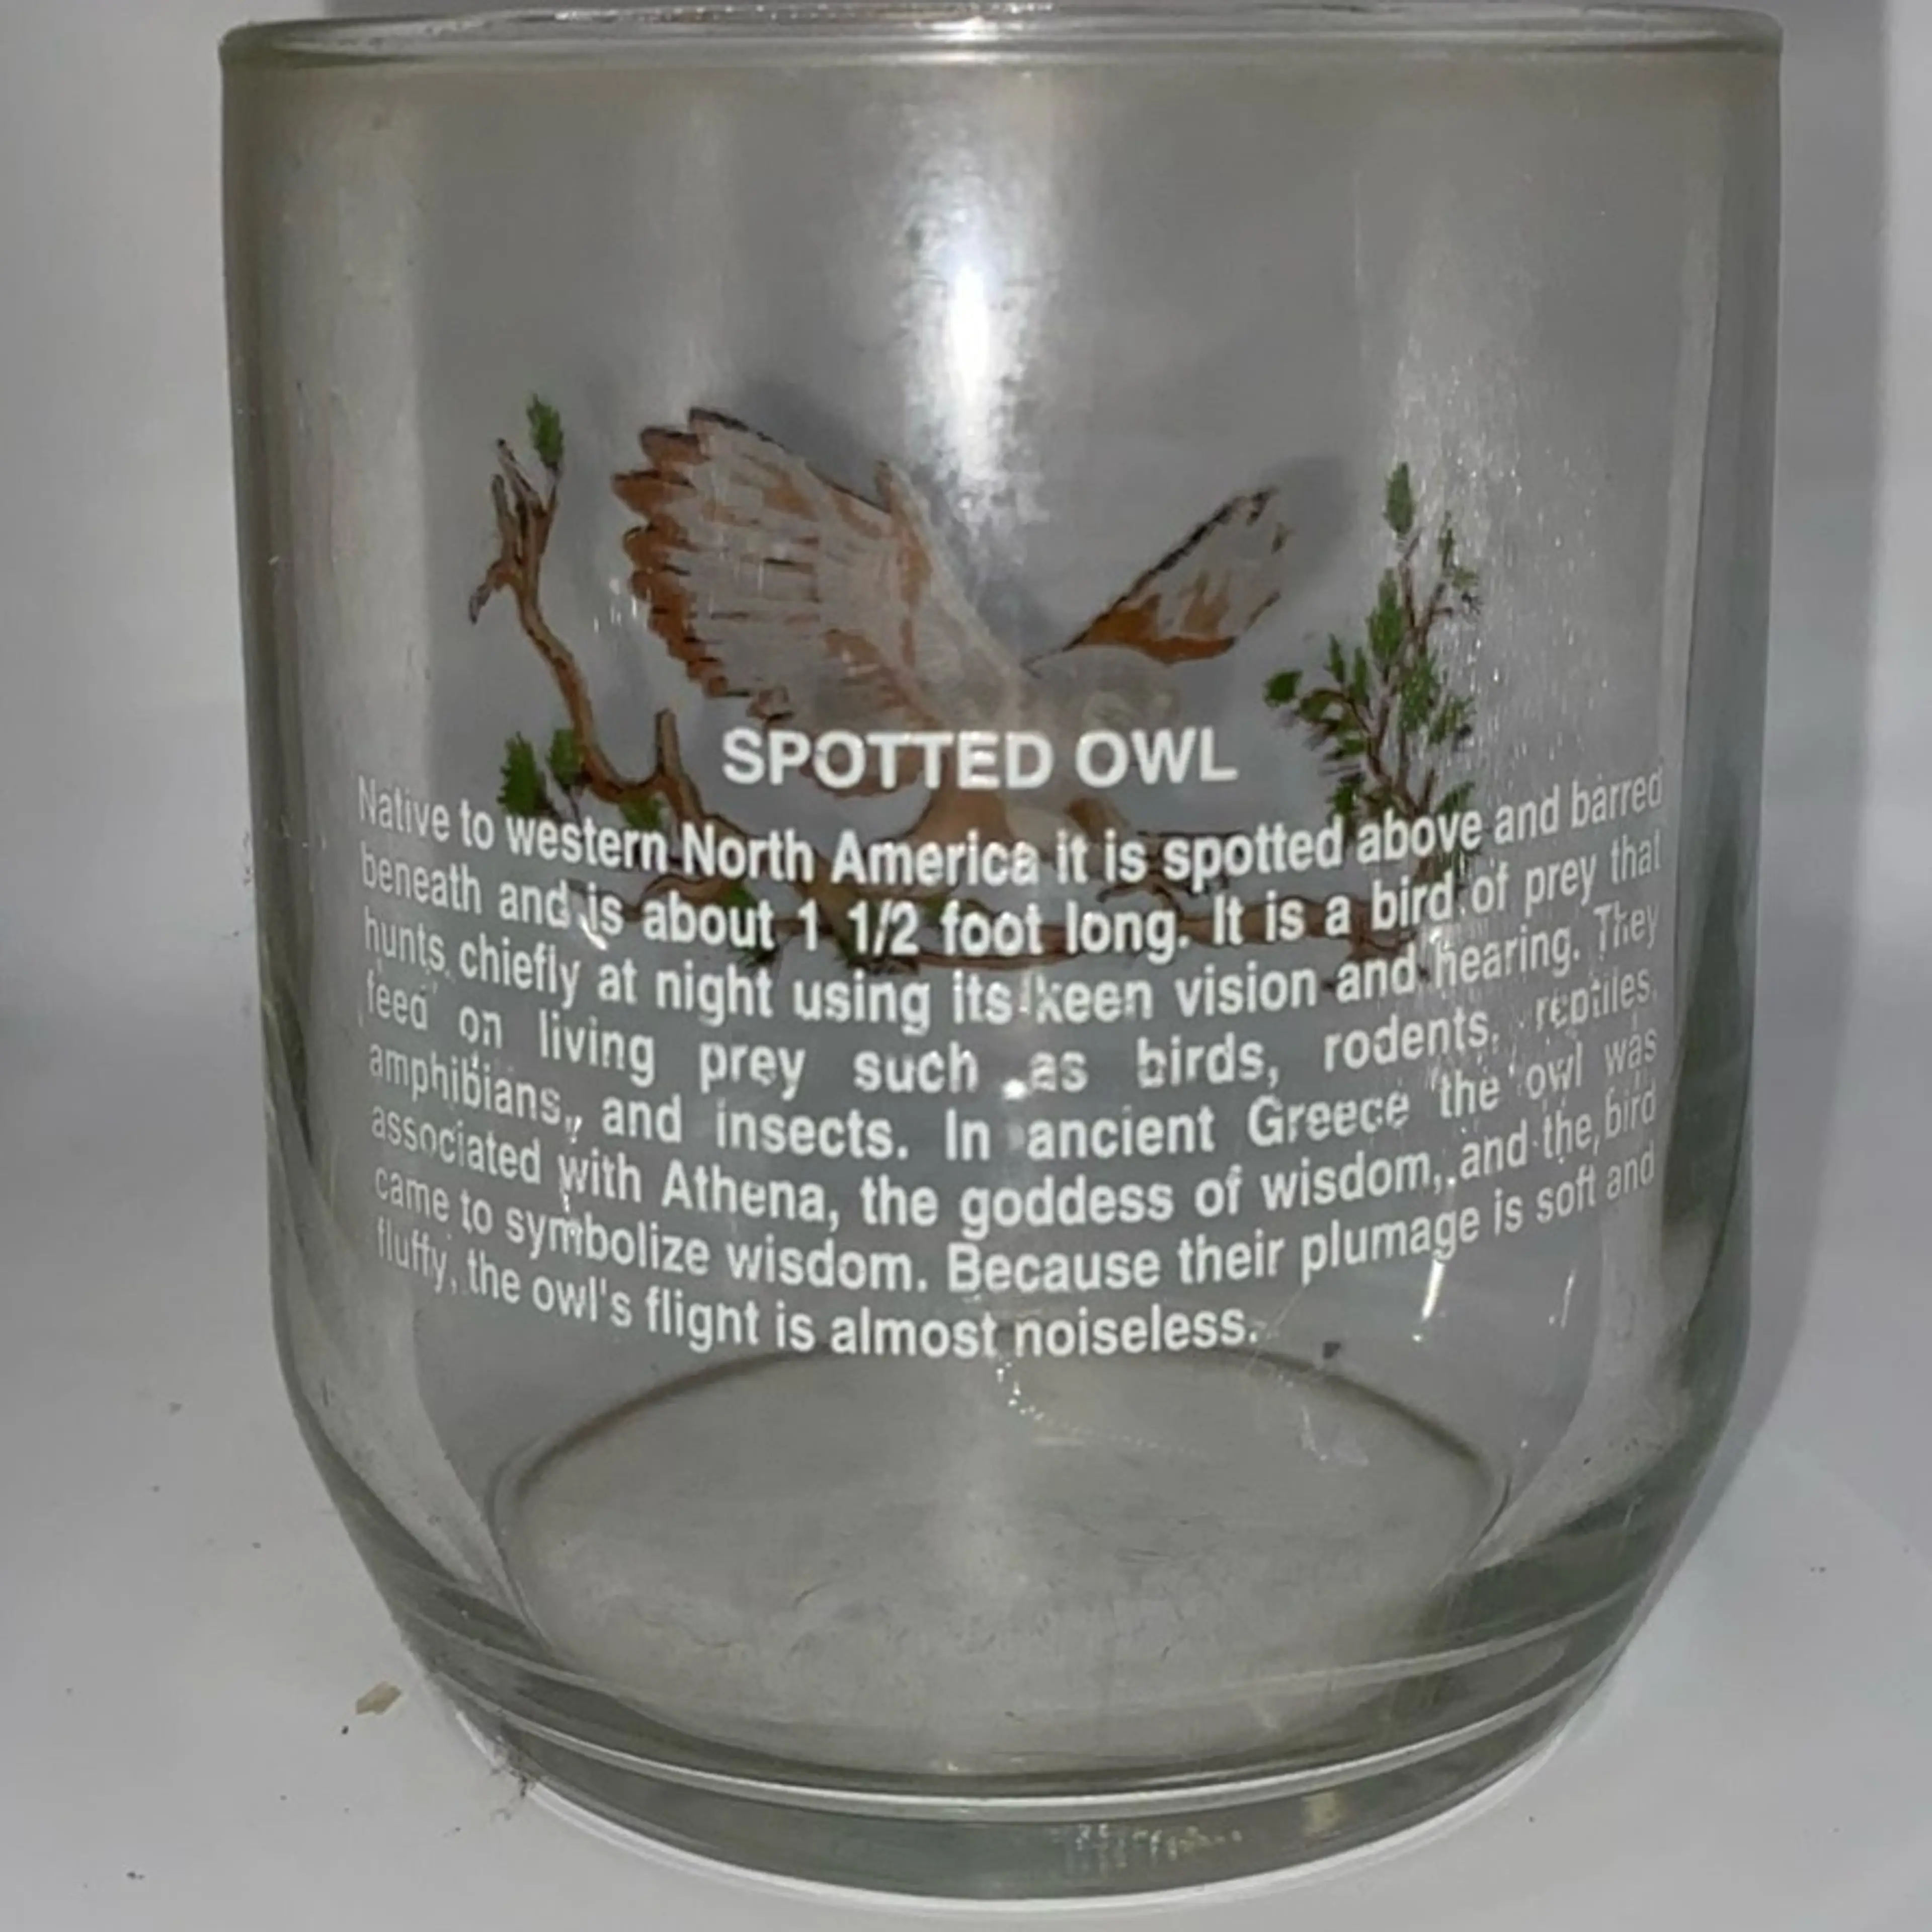 SPOTTED OWL
Native to western North America it is spotted above and barred
beneath and is about 1 1/2 foot long. It is a bird of prey that
hunts chiefly at night using its keen vision and hearing. They
feed on living prey such as birds, rodents, reptiles,
amphibians, and insects. In ancient Greece the owl was
associated with Athena, the goddess of wisdom, and the bird
came to symbolize wisdom. Because their plumage is soft and
fluffy, the owl's flight is almost noiseless.